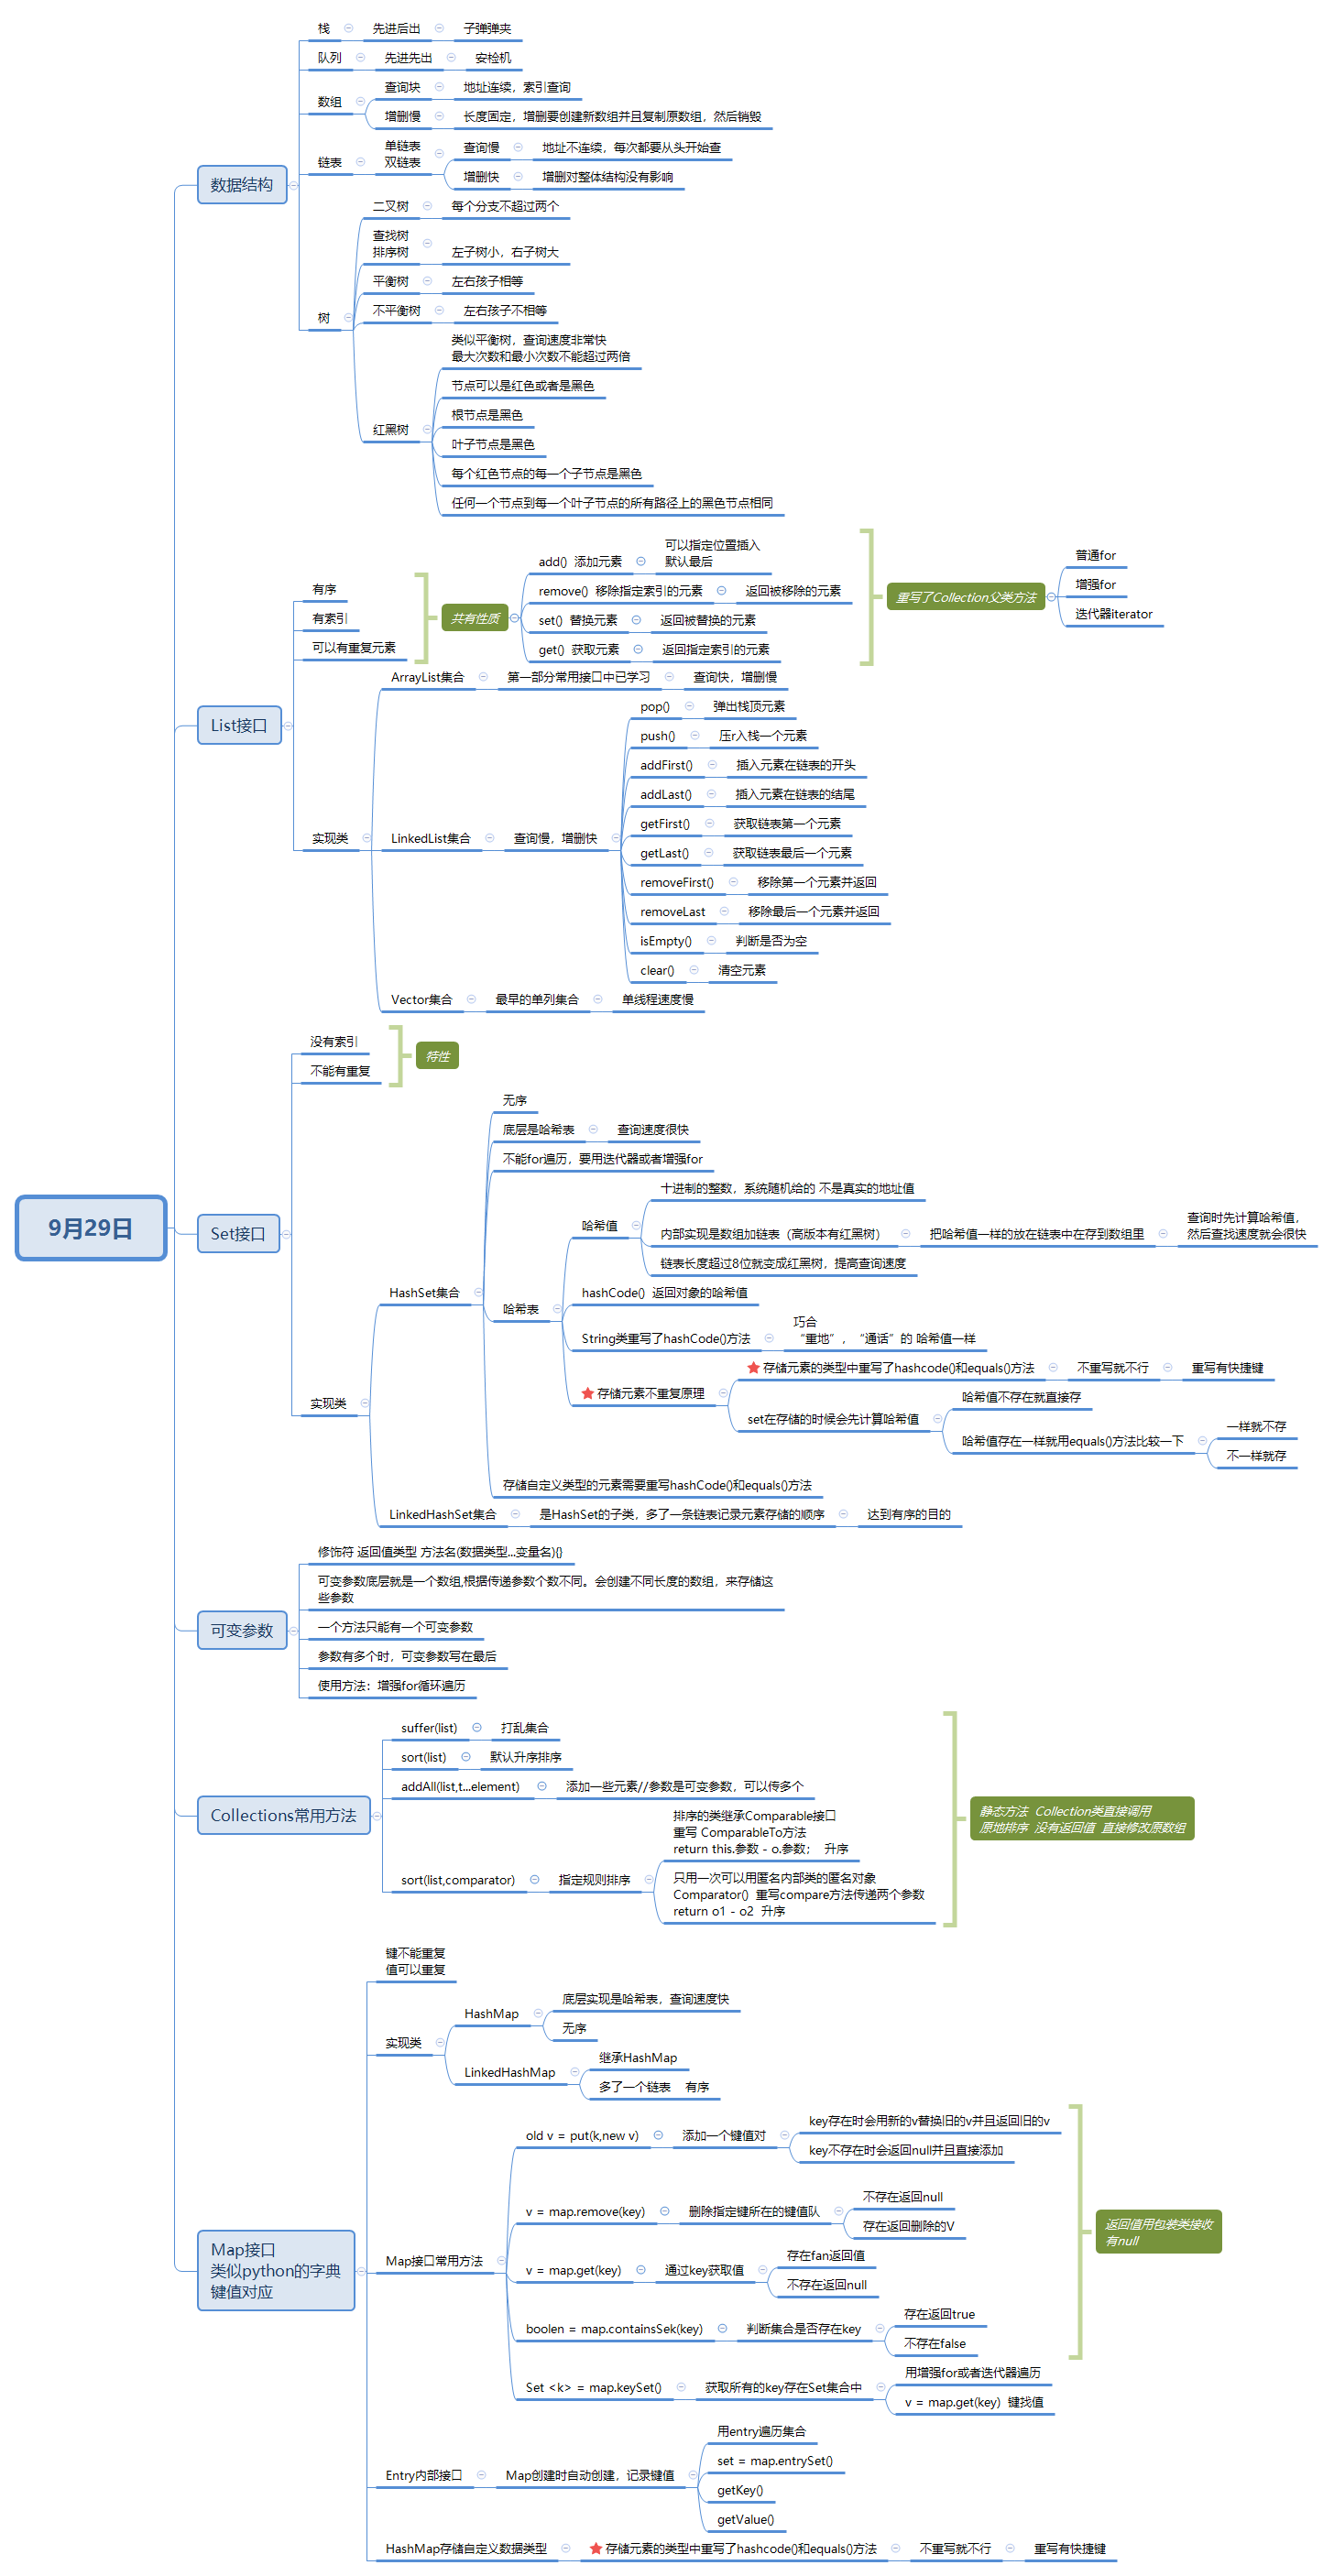 9月29日
数据结构
栈
先进后出
子弹弹夹
队列
先进先出
安检机
数组
查询块
地址连续，索引查询
增删慢
长度固定，增删要创建新数组并且复制原数组，然后销毁
链表
单链表
双链表
查询慢
地址不连续，每次都要从头开始查
增删快
增删对整体结构没有影响
树
二叉树
每个分支不超过两个
查找树
排序树
左子树小，右子树大
平衡树
左右孩子相等
不平衡树
左右孩子不相等
红黑树
类似平衡树，查询速度非常快
最大次数和最小次数不能超过两倍
节点可以是红色或者是黑色
根节点是黑色
叶子节点是黑色
每个红色节点的每一个子节点是黑色
任何一个节点到每一个叶子节点的所有路径上的黑色节点相同
List接口
有序
有索引
可以有重复元素
共有性质
add() 添加元素
可以指定位置插入
默认最后
remove() 移除指定索引的元素
返回被移除的元素
set() 替换元素
返回被替换的元素
get() 获取元素
返回指定索引的元素
重写了Collection父类方法
普通for
增强for
迭代器iterator
实现类
ArrayList集合
第一部分常用接口中已学习
查询快，增删慢
LinkedList集合
查询慢，增删快
pop()
弹出栈顶元素
push()
压r入栈一个元素
addFirst()
插入元素在链表的开头
addLast()
插入元素在链表的结尾
getFirst()
获取链表第一个元素
getLast()
获取链表最后一个元素
removeFirst()
移除第一个元素并返回
removeLast
移除最后一个元素并返回
isEmpty()
判断是否为空
clear()
清空元素
Vector集合
最早的单列集合
单线程速度慢
Set接口
没有索引
不能有重复
特性
实现类
HashSet集合
无序
底层是哈希表
查询速度很快
不能for遍历，要用迭代器或者增强for
哈希表
哈希值
十进制的整数，系统随机给的 不是真实的地址值
内部实现是数组加链表（高版本有红黑树）
把哈希值一样的放在链表中在存到数组里
查询时先计算哈希值，
然后查找速度就会很快
链表长度超过8位就变成红黑树，提高查询速度
hashCode() 返回对象的哈希值
String类重写了hashCode()方法
巧合
“重地”，“通话”的 哈希值一样
存储元素不重复原理
存储元素的类型中重写了hashcode()和equals()方法
不重写就不行
重写有快捷键
set在存储的时候会先计算哈希值
哈希值不存在就直接存
哈希值存在一样就用equals()方法比较一下
一样就不存
不一样就存
存储自定义类型的元素需要重写hashCode()和equals()方法
LinkedHashSet集合
是HashSet的子类，多了一条链表记录元素存储的顺序
达到有序的目的
可变参数
修饰符 返回值类型 方法名(数据类型...变量名){}
可变参数底层就是一个数组,根据传递参数个数不同。会创建不同长度的数组，来存储这
些参数
一个方法只能有一个可变参数
参数有多个时，可变参数写在最后
使用方法：增强for循环遍历
Collections常用方法
suffer(list)
打乱集合
sort(list)
默认升序排序
addAll(list,t...element)
添加一些元素//参数是可变参数，可以传多个
sort(list,comparator)
指定规则排序
排序的类继承Comparable接口
重写 ComparableTo方法
return this.参数 - o.参数； 升序
只用一次可以用匿名内部类的匿名对象
Comparator() 重写compare方法传递两个参数
return o1 - o2 升序
静态方法 Collection类直接调用
原地排序 没有返回值 直接修改原数组
Map接口
类似python的字典
键值对应
键不能重复
值可以重复
实现类
HashMap
底层实现是哈希表，查询速度快
无序
LinkedHashMap
继承HashMap
多了一个链表 有序
Map接口常用方法
old v = put(k,new v)
添加一个键值对
key存在时会用新的v替换旧的v并且返回旧的v
key不存在时会返回null并且直接添加
v = map.remove(key)
删除指定键所在的键值队
不存在返回null
存在返回删除的V
v = map.get(key)
通过key获取值
存在fan返回值
不存在返回null
boolen = map.containsSek(key)
判断集合是否存在key
存在返回true
不存在false
Set <k> = map.keySet()
获取所有的key存在Set集合中
用增强for或者迭代器遍历
v = map.get(key) 键找值
返回值用包装类接收
有null
Entry内部接口
Map创建时自动创建，记录键值
用entry遍历集合
set = map.entrySet()
getKey()
getValue()
HashMap存储自定义数据类型
存储元素的类型中重写了hashcode()和equals()方法
不重写就不行
重写有快捷键